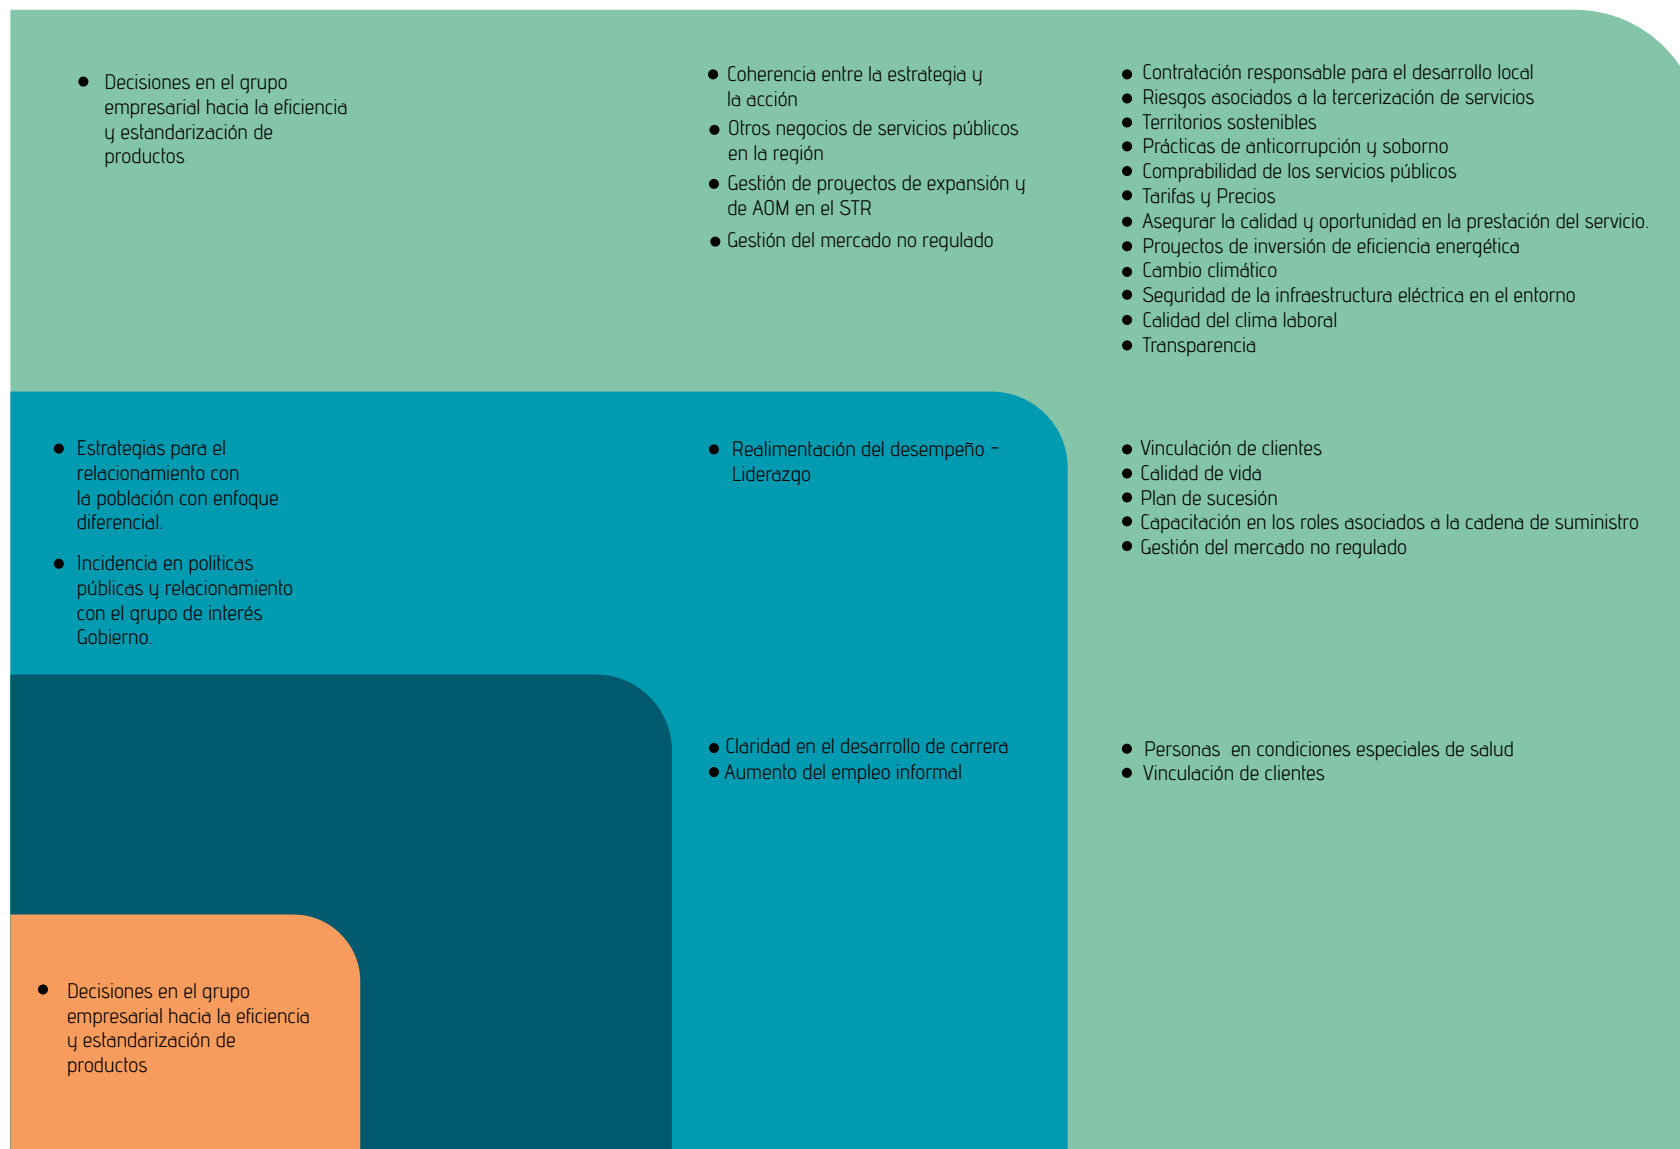 Decisiones en el grupo
empresarial hacia la eficiencia
y estandarización de
productos
Coherencia entre la estrategia y
la acción
Otros negocios de servicios públicos
en la región
Gestión de proyectos de expansión y
de AOM en el STR
Gestión del mercado no regulado
Contratación responsable para el desarrollo local
Riesgos asociados a la tercerización de servicios
Territorios sostenibles
Prácticas de anticorrupción y soborno
Comprabilidad de los servicios públicos
Tarifas y Precios
Asegurar la calidad y oportunidad en la prestación del servicio.
Proyectos de inversión de eficiencia energética
Cambio climático
Seguridad de la infraestructura eléctrica en el entorno
Calidad del clima laboral
Transparencia
Estrategias para el
relacionamiento con
la población con enfoque
diferencial.
Incidencia en politicas
públicas y relacionamiento
con el grupo de interés
Gobierno.
Realimentación del desempeño -
Liderazgo
Vinculación de clientes
Calidad de vida
Plan de sucesión
Capacitación en los roles asociados a la cadena de suministro
Gestión del mercado no regulado
Claridad en el desarrollo de carrera
Aumento del empleo informal
Personas en condiciones especiales de salud
Vinculación de clientes
Decisiones en el grupo
empresarial hacia la eficiencia
y estandarización de
productos